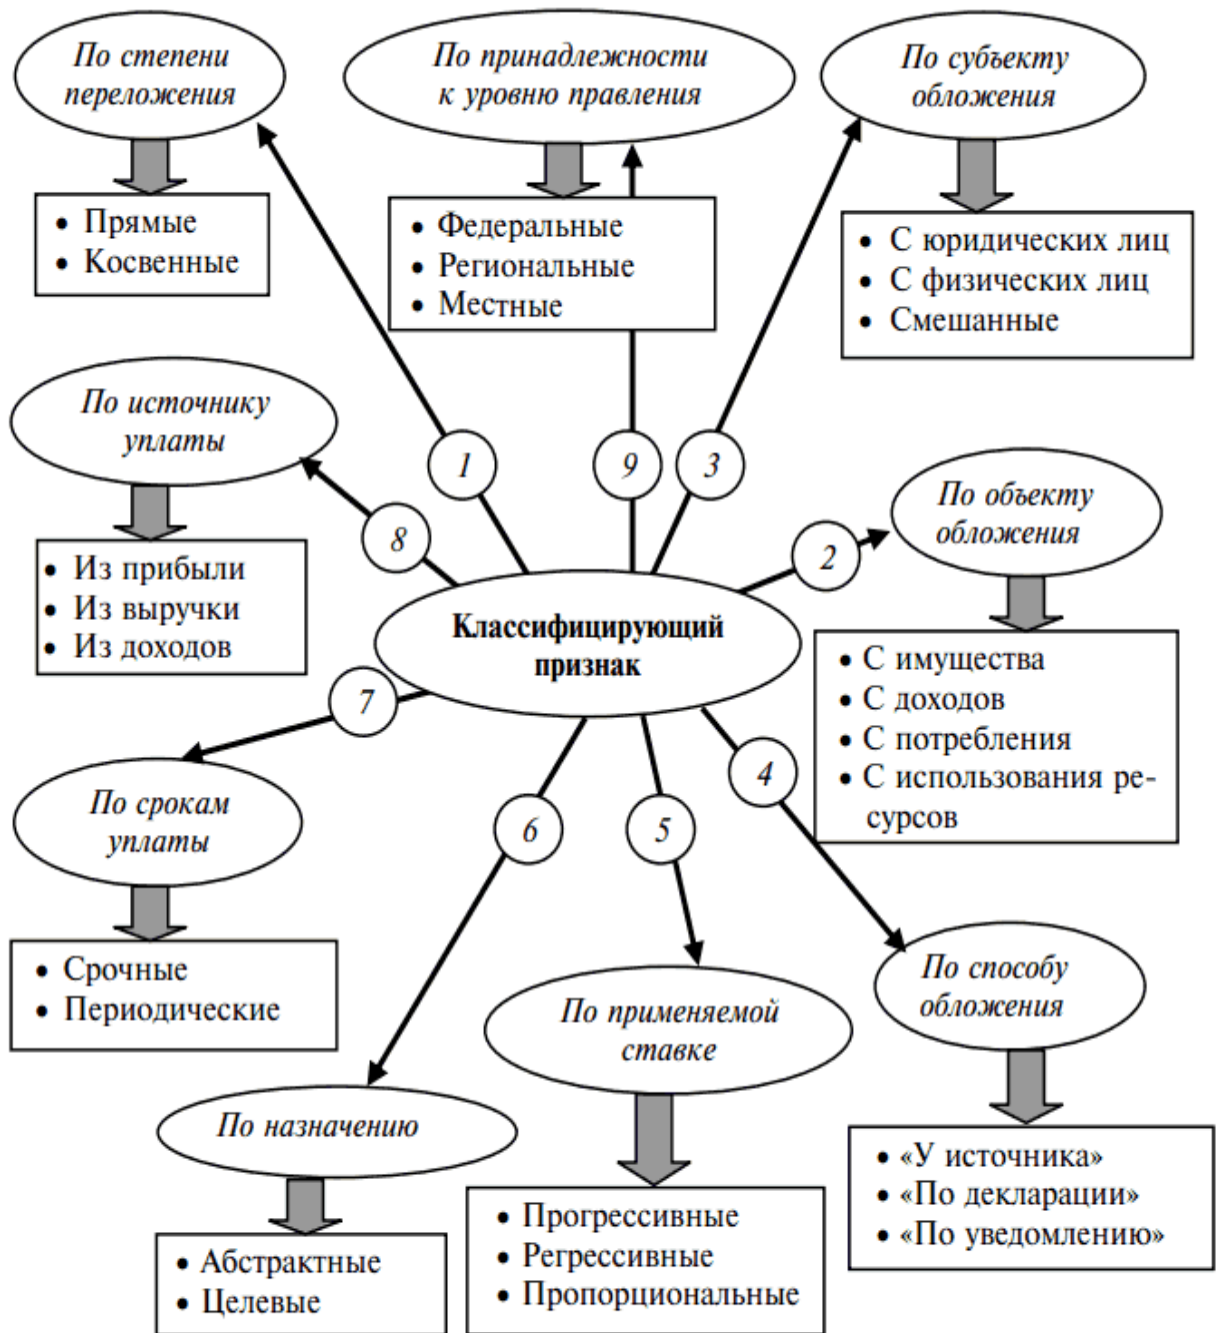 По степени
переложения
• Прямые
• Косвенные
По принадлежности
к уровню правления
• Федеральные
• Региональные
• Местные
По субъекту
обложения
• С юридических лиц
• С физических лиц
• Смешанные
По источнику
уплаты
• Из прибыли
• Из выручки
• Из доходов
1
9
3
8
2
По объекту
обложения
• С имущества
• С доходов
• С потребления
• С использования ре-
сурсов
Классифицирующий
признак
7
6
5
4
По срокам
уплаты
• Срочные
• Периодические
По назначению
• Абстрактные
• Целевые
По применяемой
ставке
• Прогрессивные
• Регрессивные
• Пропорциональные
По способу
обложения
• «У источника»
• «По декларации»
• «По уведомлению»